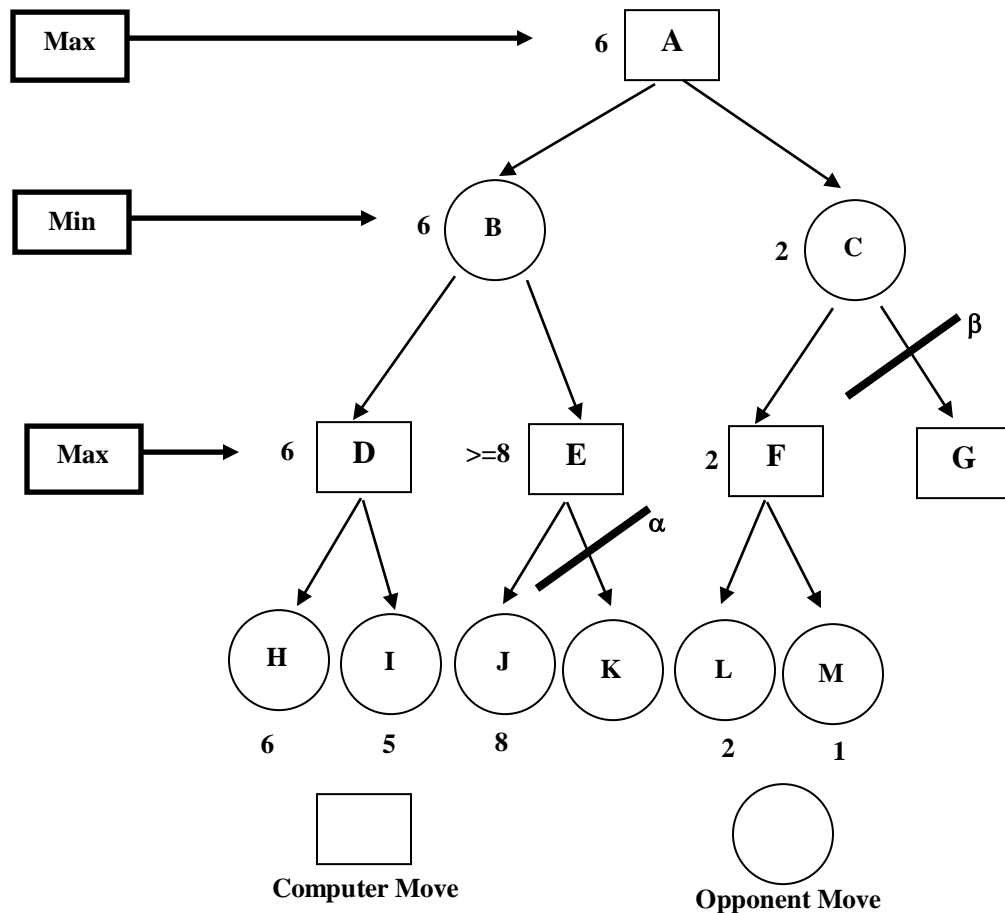 Max
6
A
Min
6
B
2
C
β
Max
6
D
>=8
E
2
F
G
α
H
I
J
K
L
M
6
5
8
2
1
Computer Move
Opponent Move